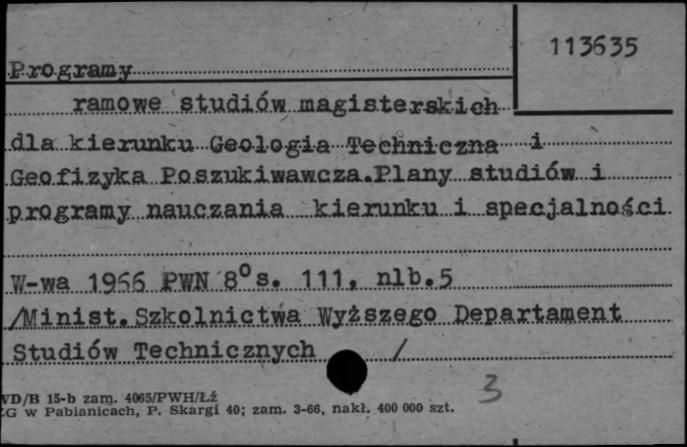 113635
Programy
ramowe studiów magisterskich
dla kierunku Geologia Techniczna i
Geofizyka Poszukiwawcza.Plany studiów i
programy nauczania kierunku i specjalności
W-wa 1966 PWN 8° s. 111, nlb.5
/Minist.Szkolnictwa Wyższego Departament
Studiów Technicznych /
3
VD/B 15-b zam. 4065/PWH/Łź
ZG w Pabianicach, P. Skargi 40; zam. 3-66, nakł. 400 000 szt.